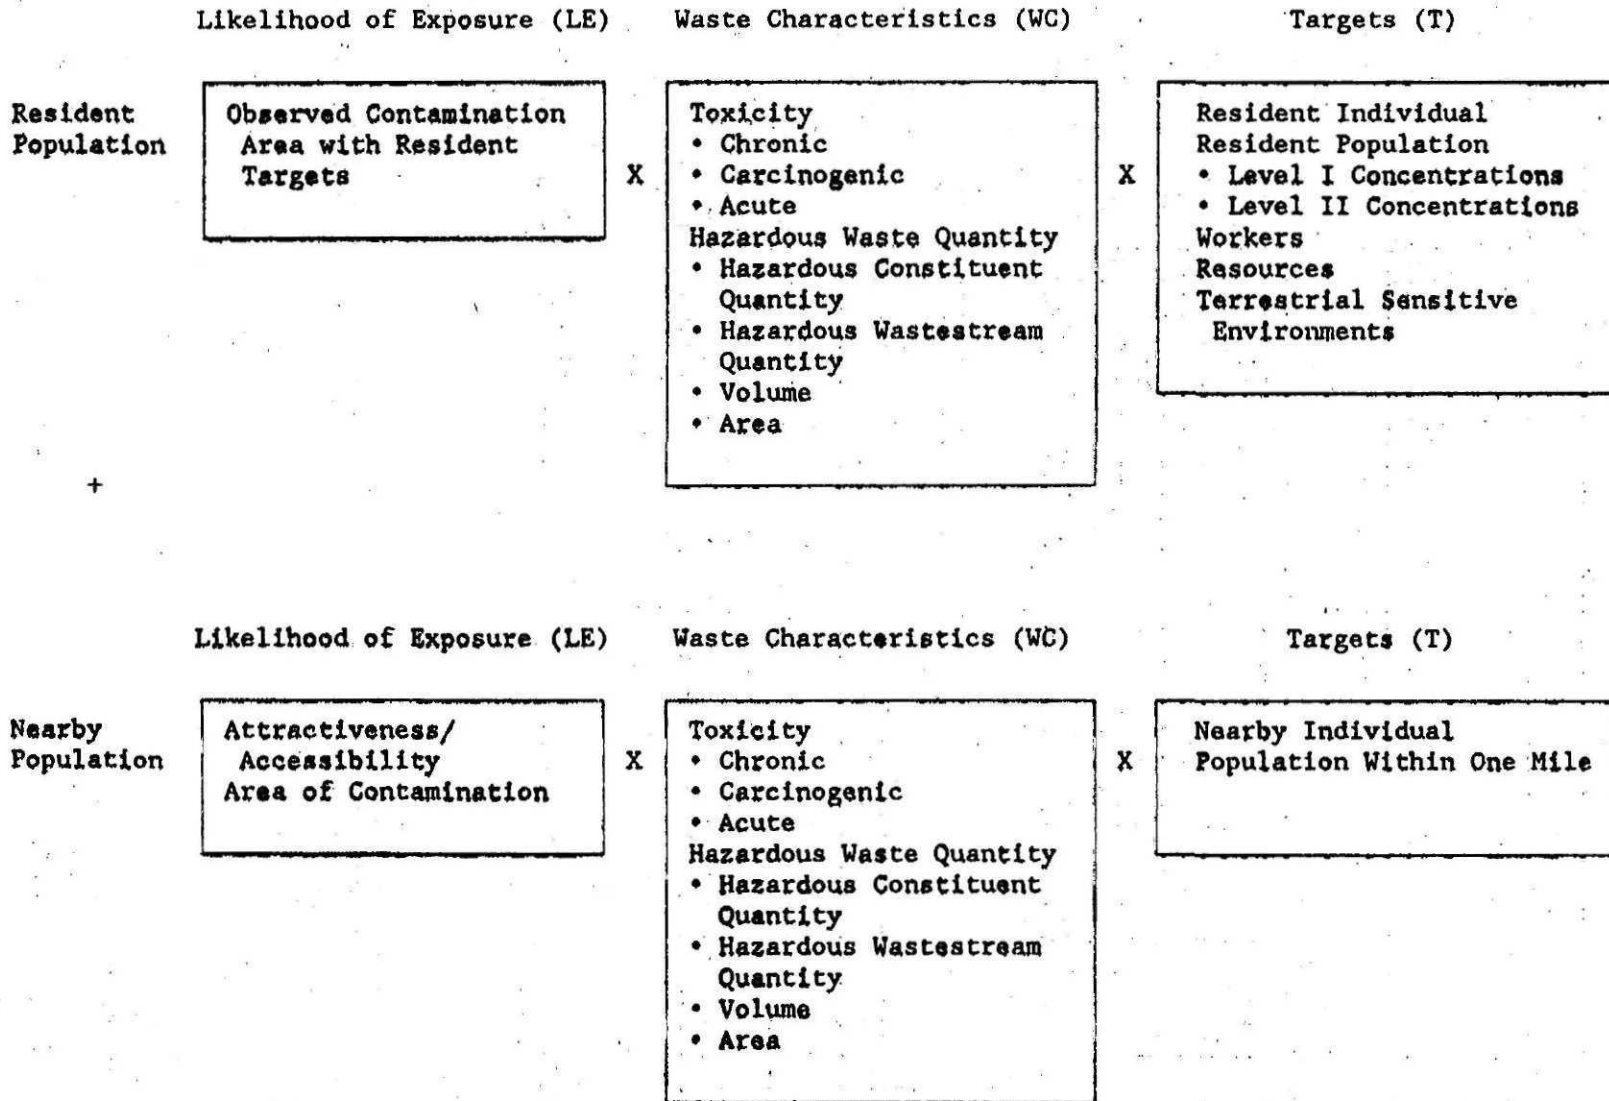 Likelihood of Exposure (LE) Waste Characteristics (WC) Targets (T)
Resident
Population
Observed Contamination
Area with Resident
Targets
X
Toxicity
• Chronic
• Carcinogenic
• Acute
Hazardous Waste Quantity
• Hazardous Constituent
Quantity
• Hazardous Wastestream
Quantity
• Volume
• Area
X
Resident Individual
Resident Population
• Level I Concentrations
• Level II Concentrations
Workers
Resources
Terrestrial Sensitive
Environments
+
Likelihood of Exposure (LE) Waste Characteristics (WC) Targets (T)
Nearby
Population
Attractiveness/
Accessibility
Area of Contamination
X
Toxicity
• Chronic
• Carcinogenic
• Acute
Hazardous Waste Quantity
• Hazardous Constituent
Quantity
• Hazardous Wastestream
Quantity
• Volume
• Area
X
Nearby Individual
Population Within One Mile